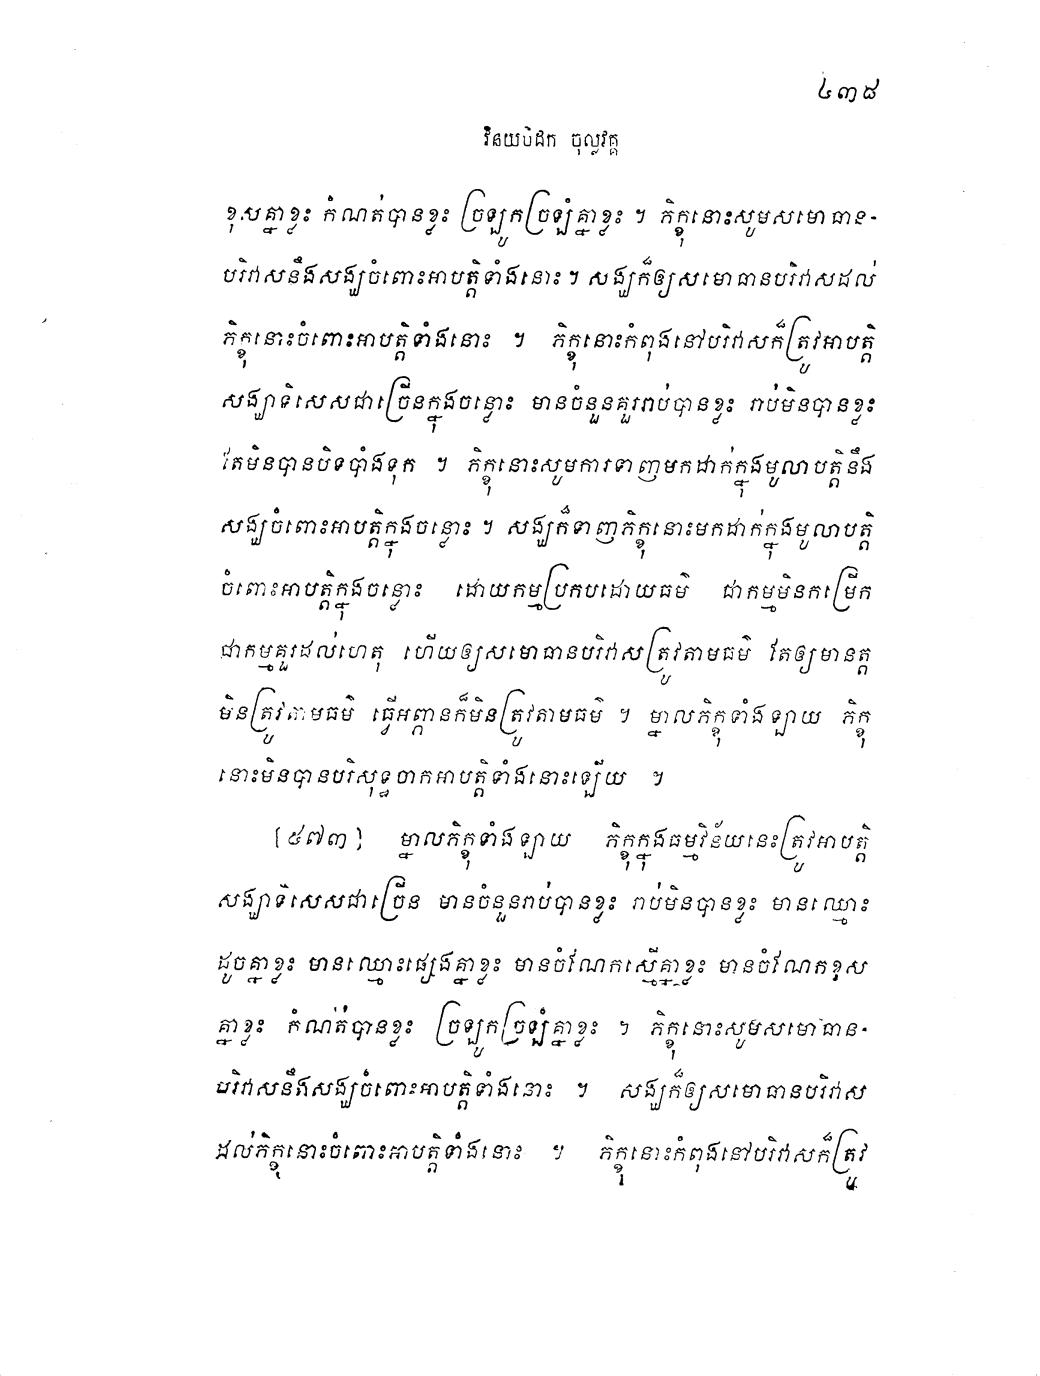 ៤៣៨
វិនយបិដក ចុល្លវគ្គ
ខុសគ្នាខ្លះ កំណត់បានខ្លះ ច្រឡូកច្រឡំគ្នាខ្លះ ។ ភិក្ខុនោះសូមសមោធាន-
បរិវាសនឹងសង្ឃចំពោះអាបត្តិទាំងនោះ ។ សង្ឃក៏ឲ្យសមោធានបរិវាសដល់
ភិក្ខុនោះចំពោះអាបត្តិទាំងនោះ ។ ភិក្ខុនោះកំពុងនៅបរិវាសក៏ត្រូវអាបត្តិ
សង្ឃាទិសេសជាច្រើនក្នុងចន្លោះ មានចំនួនគួររាប់បានខ្លះ រាប់មិនបានខ្លះ
តែមិនបានបិទបាំងទុក ។ ភិក្ខុនោះសូមការទាញមកដាក់ក្នុងមូលាបត្តិនឹង
សង្ឃចំពោះអាបត្តិក្នុងចន្លោះ ។ សង្ឃក៏ទាញភិក្ខុនោះមកដាក់ក្នុងមូលាបត្តិ
ចំពោះអាបត្តិក្នុងចន្លោះ ដោយកម្មប្រកបដោយធម៌ ជាកម្មមិនកម្រើក
ជាកម្មគួរដល់ហេតុ ហើយឲ្យសមោធានបរិវាសត្រូវតាមធម៌ តែឲ្យមានត្ត
មិនត្រូវតាមធម៌ ធ្វើអព្ភានក៏មិនត្រូវតាមធម៌ ។ ម្នាលភិក្ខុទាំងឡាយ ភិក្ខុ
នោះមិនបានបរិសុទ្ធចាកអាបត្តិទាំងនោះឡើយ ។
[៥៧៣] ម្នាលភិក្ខុទាំងឡាយ ភិក្ខុក្នុងធម្មវិន័យនេះត្រូវអាបត្តិ
សង្ឃាទិសេសជាច្រើន មានចំនួនរាប់បានខ្លះ រាប់មិនបានខ្លះ មានឈ្មោះ
ដូចគ្នាខ្លះ មានឈ្មោះផ្សេងគ្នាខ្លះ មានចំណែកស្មើគ្នាខ្លះ មានចំណែកខុស
គ្នាខ្លះ កំណត់បានខ្លះ ច្រឡូកច្រឡំគ្នាខ្លះ ។ ភិក្ខុនោះសូមសមោធាន-
បរិវាសនឹងសង្ឃចំពោះអាបត្តិទាំងនោះ ។ សង្ឃក៏ឲ្យសមោធានបរិវាស
ដល់ភិក្ខុនោះចំពោះអាបត្តិទាំងនោះ ។ ភិក្ខុនោះកំពុងនៅបរិវាសក៏ត្រូវ